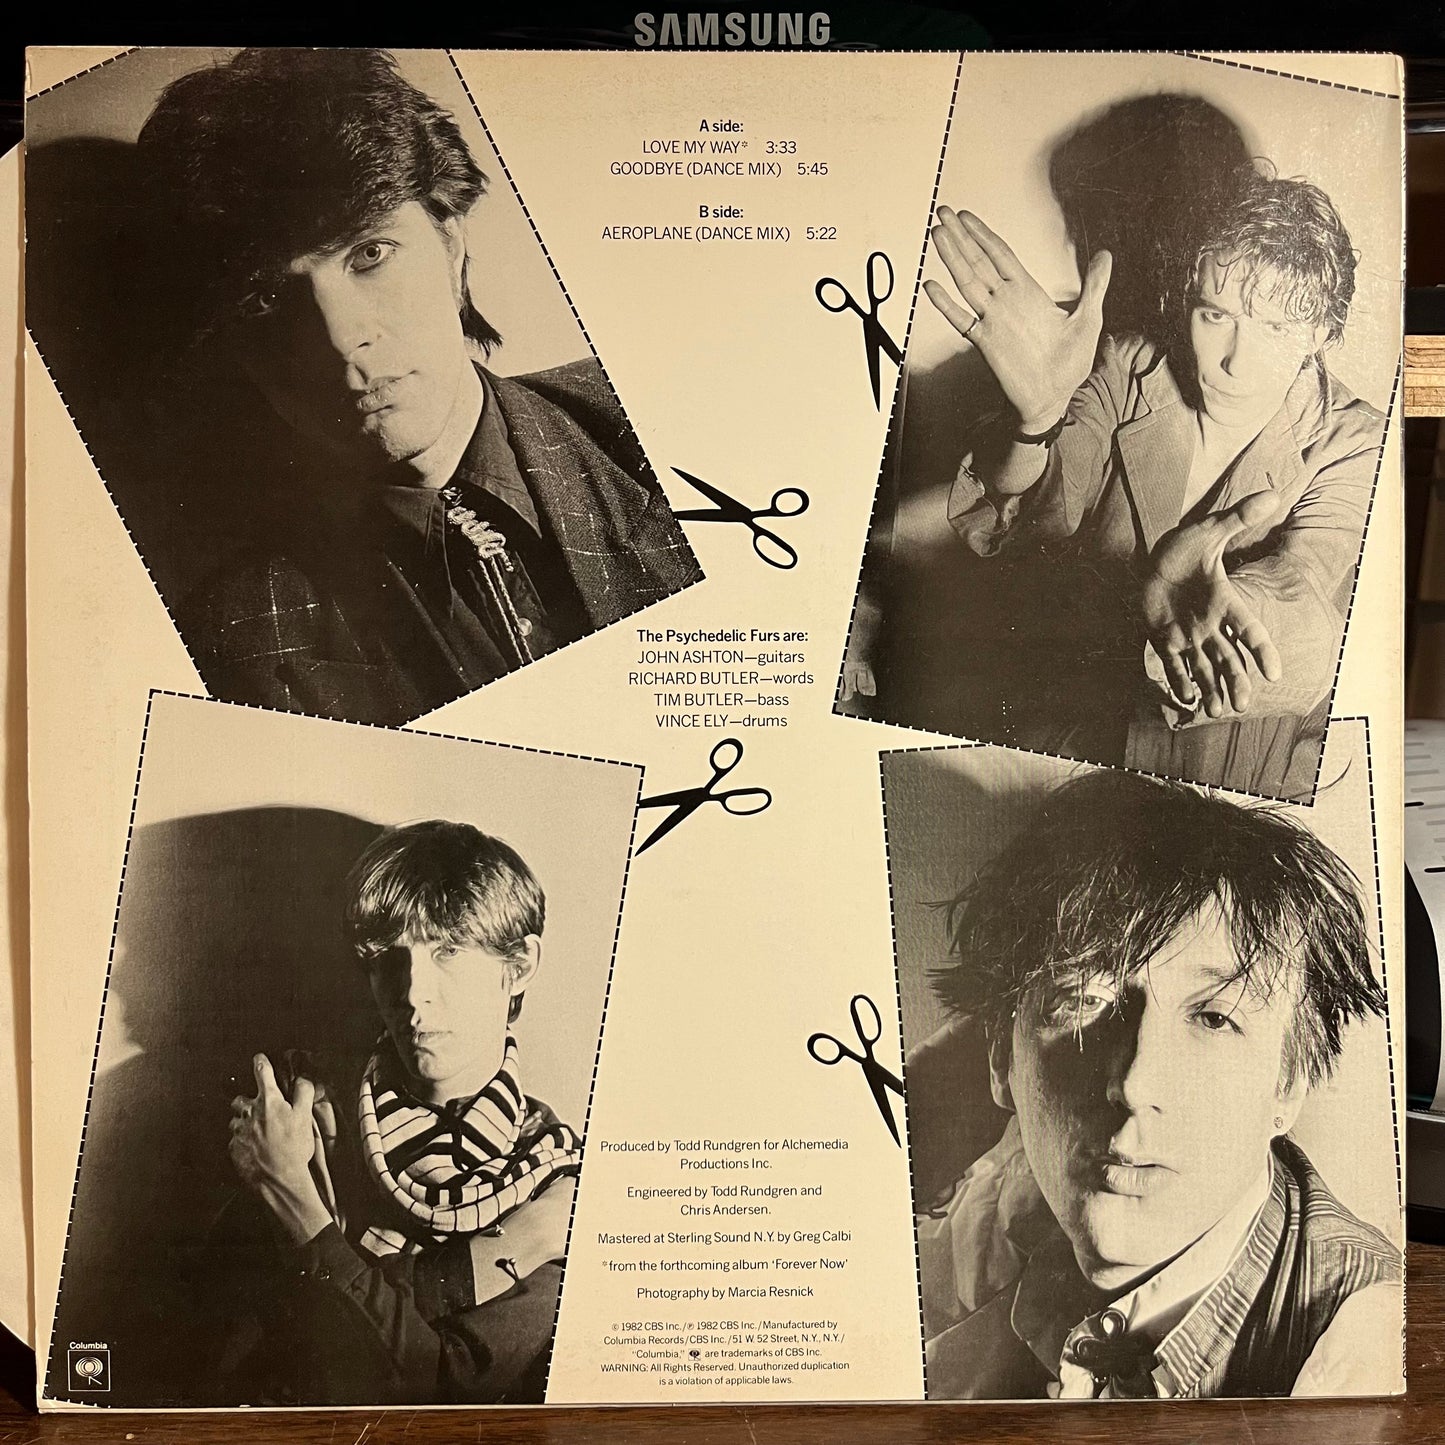 SAMSUNG
A side:
LOVE MY WAY* 3:33
GOODBYE (DANCE MIX) 5:45
B side:
AEROPLANE (DANCE MIX) 5:22
The Psychedelic Furs are:
JOHN ASHTON—guitars
RICHARD BUTLER—words
TIM BUTLER—bass
VINCE ELY—drums
Produced by Todd Rundgren for Alchemedia
Productions Inc.
Engineered by Todd Rundgren and
Chris Andersen.
Mastered at Sterling Sound N.Y. by Greg Calbi
*from the forthcoming album ‘Forever Now’
Photography by Marcia Resnick
© 1982 CBS Inc./℗ 1982 CBS Inc./Manufactured by
Columbia Records/CBS Inc./51 W. 52 Street, N.Y., N.Y./
“Columbia,” are trademarks of CBS Inc.
WARNING: All Rights Reserved. Unauthorized duplication
is a violation of applicable laws.
Columbia